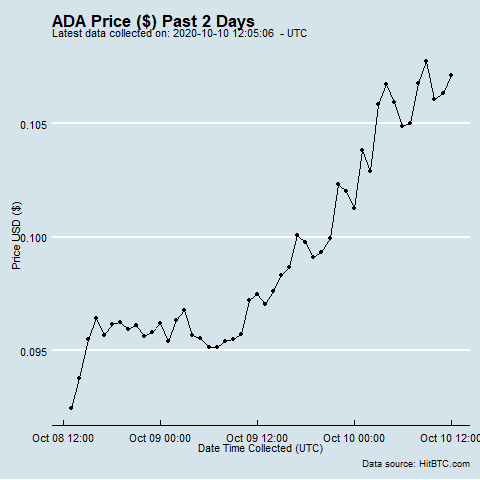 ADA Price ($) Past 2 Days
Latest data collected on: 2020-10-10 12:05:06 - UTC
0.105
0.100
0.095
Price USD ($)
Oct 08 12:00 Oct 09 00:00 Oct 09 12:00 Oct 10 00:00 Oct 10 12:00
Date Time Collected (UTC)
Data source: HitBTC.com